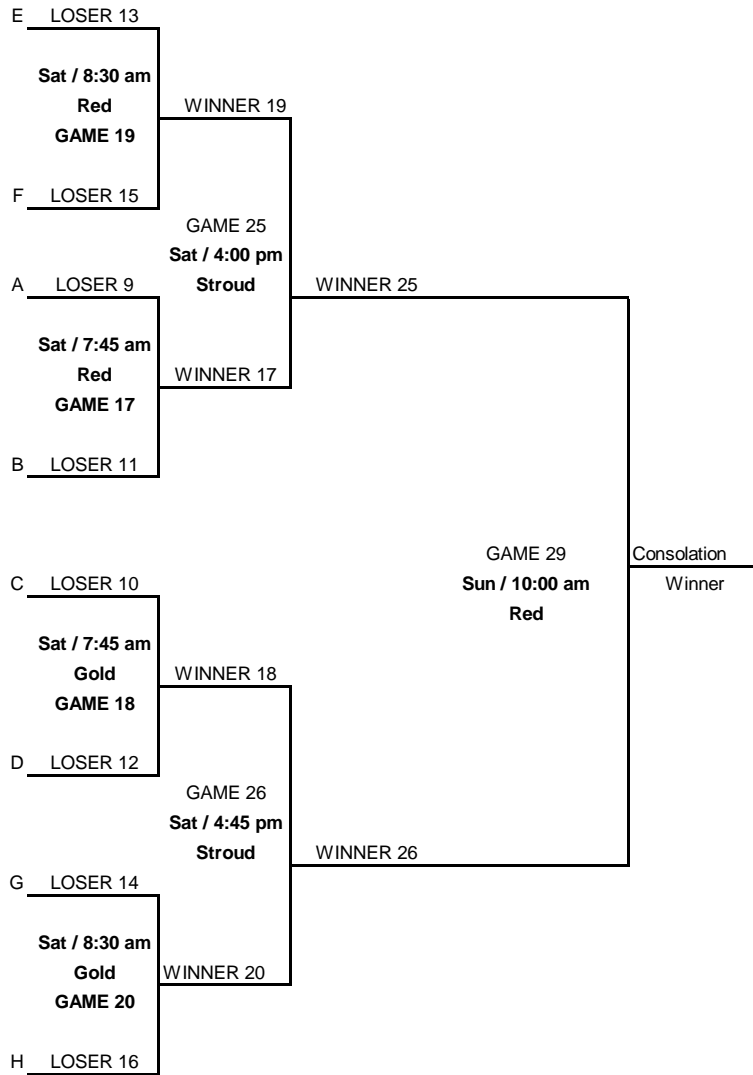 E LOSER 13
Sat / 8:30 am
Red WINNER 19
GAME 19
F LOSER 15
GAME 25
Sat / 4:00 pm
A LOSER 9 Stroud WINNER 25
Sat / 7:45 am
Red WINNER 17
GAME 17
B LOSER 11
GAME 29 Consolation
C LOSER 10 Sun / 10:00 am Winner
Red
Sat / 7:45 am
Gold WINNER 18
GAME 18
D LOSER 12
GAME 26
Sat / 4:45 pm
Stroud WINNER 26
G LOSER 14
Sat / 8:30 am
Gold WINNER 20
GAME 20
H LOSER 16